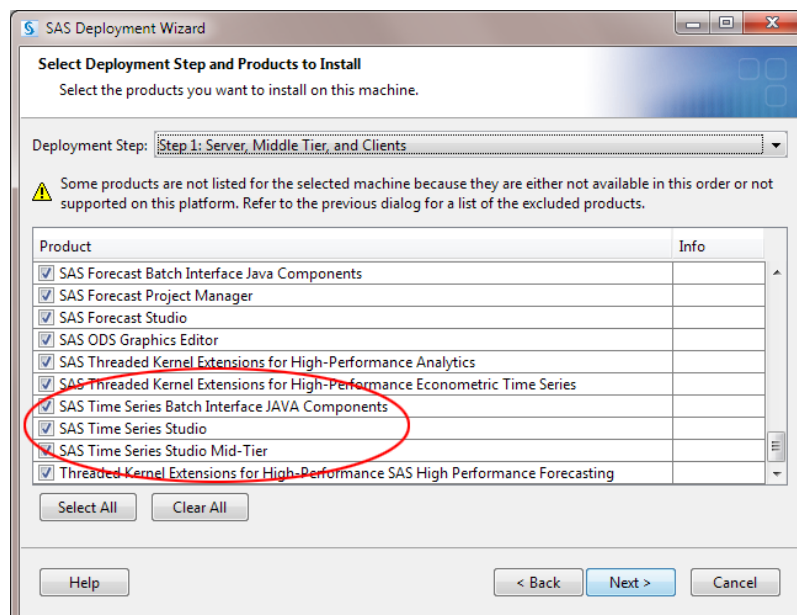 SAS Deployment Wizard
Select Deployment Step and Products to Install
Select the products you want to install on this machine.
Deployment Step: Step 1: Server, Middle Tier, and Clients
Some products are not listed for the selected machine because they are either not available in this order or not
supported on this platform. Refer to the previous dialog for a list of the excluded products.
Product Info
SAS Forecast Batch Interface Java Components
SAS Forecast Project Manager
SAS Forecast Studio
SAS ODS Graphics Editor
SAS Threaded Kernel Extensions for High-Performance Analytics
SAS Threaded Kernel Extensions for High-Performance Econometric Time Series
SAS Time Series Batch Interface JAVA Components
SAS Time Series Studio
SAS Time Series Studio Mid-Tier
Threaded Kernel Extensions for High-Performance SAS High Performance Forecasting
Select All Clear All
Help < Back Next > Cancel